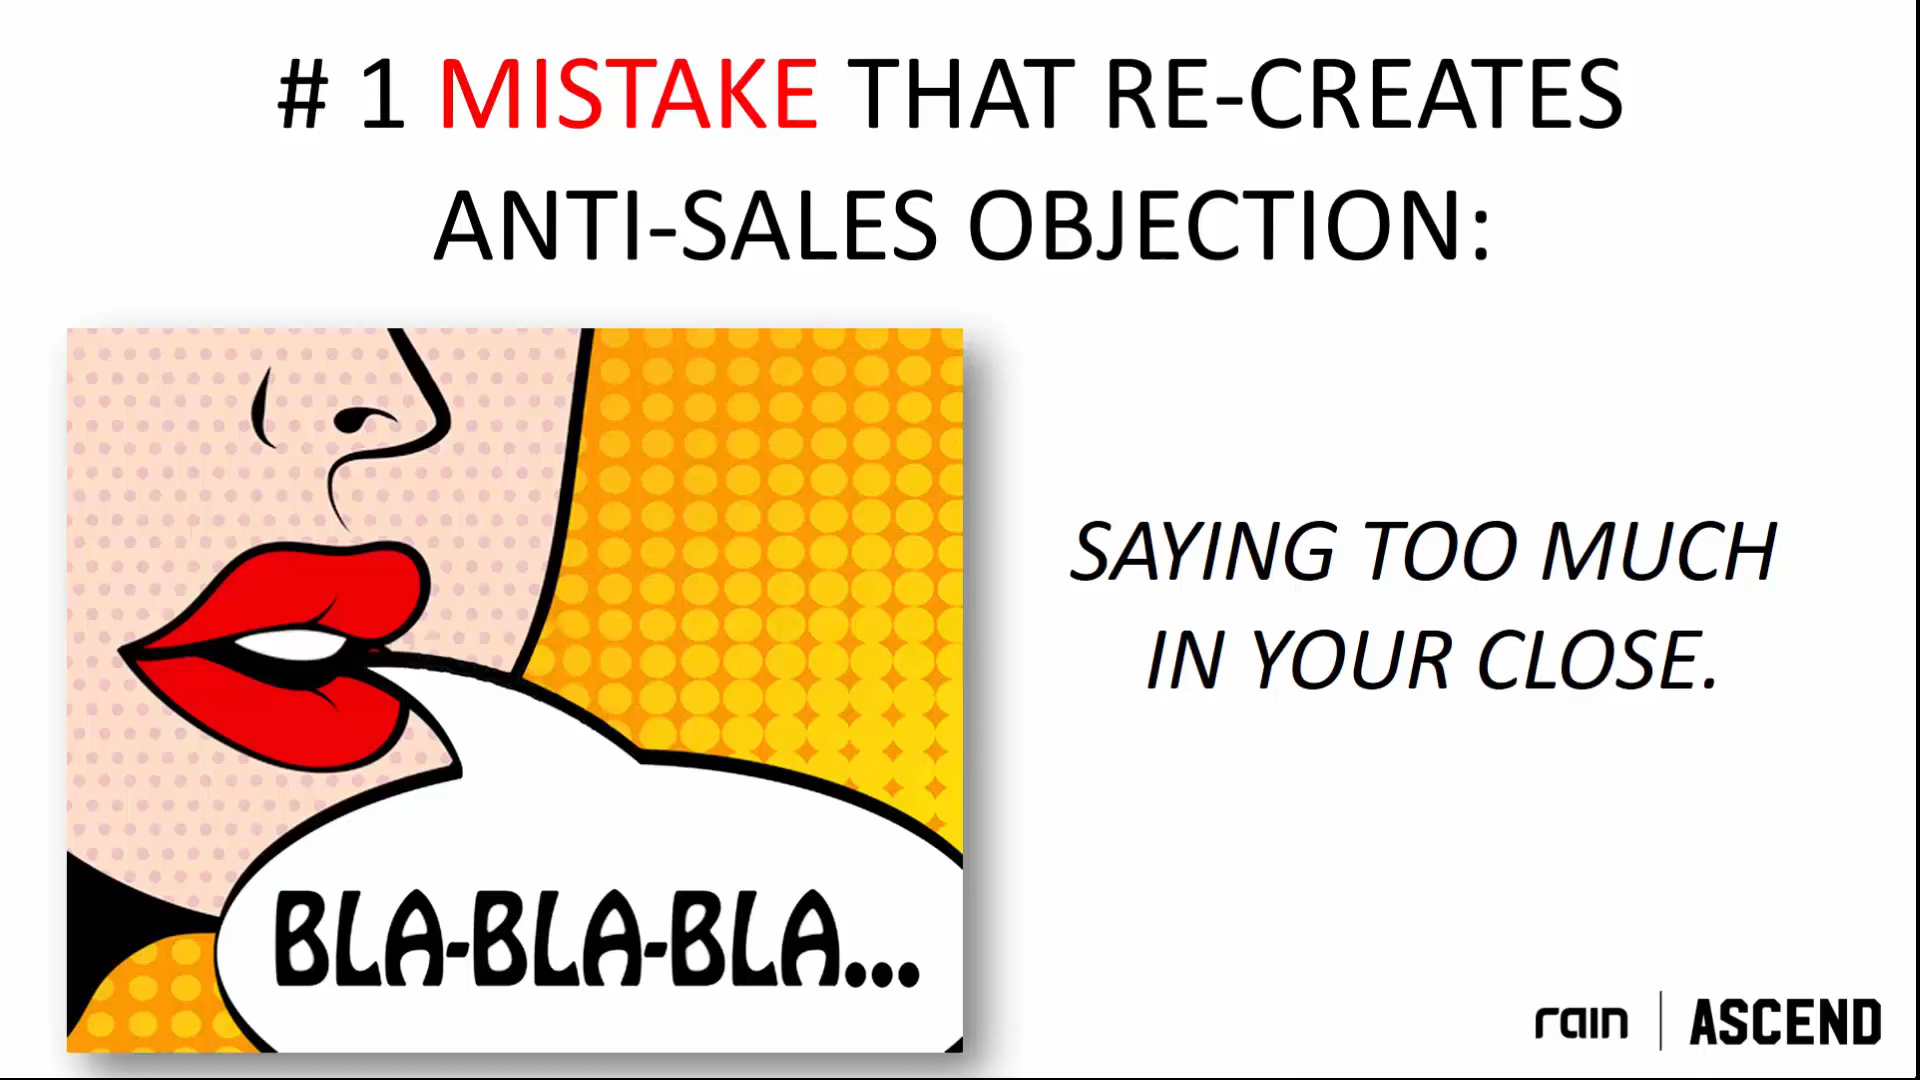 # 1 MISTAKE THAT RE-CREATES
ANTI-SALES OBJECTION:
SAYING TOO MUCH
IN YOUR CLOSE.
BLA-BLA-BLA...
rain | ASCEND